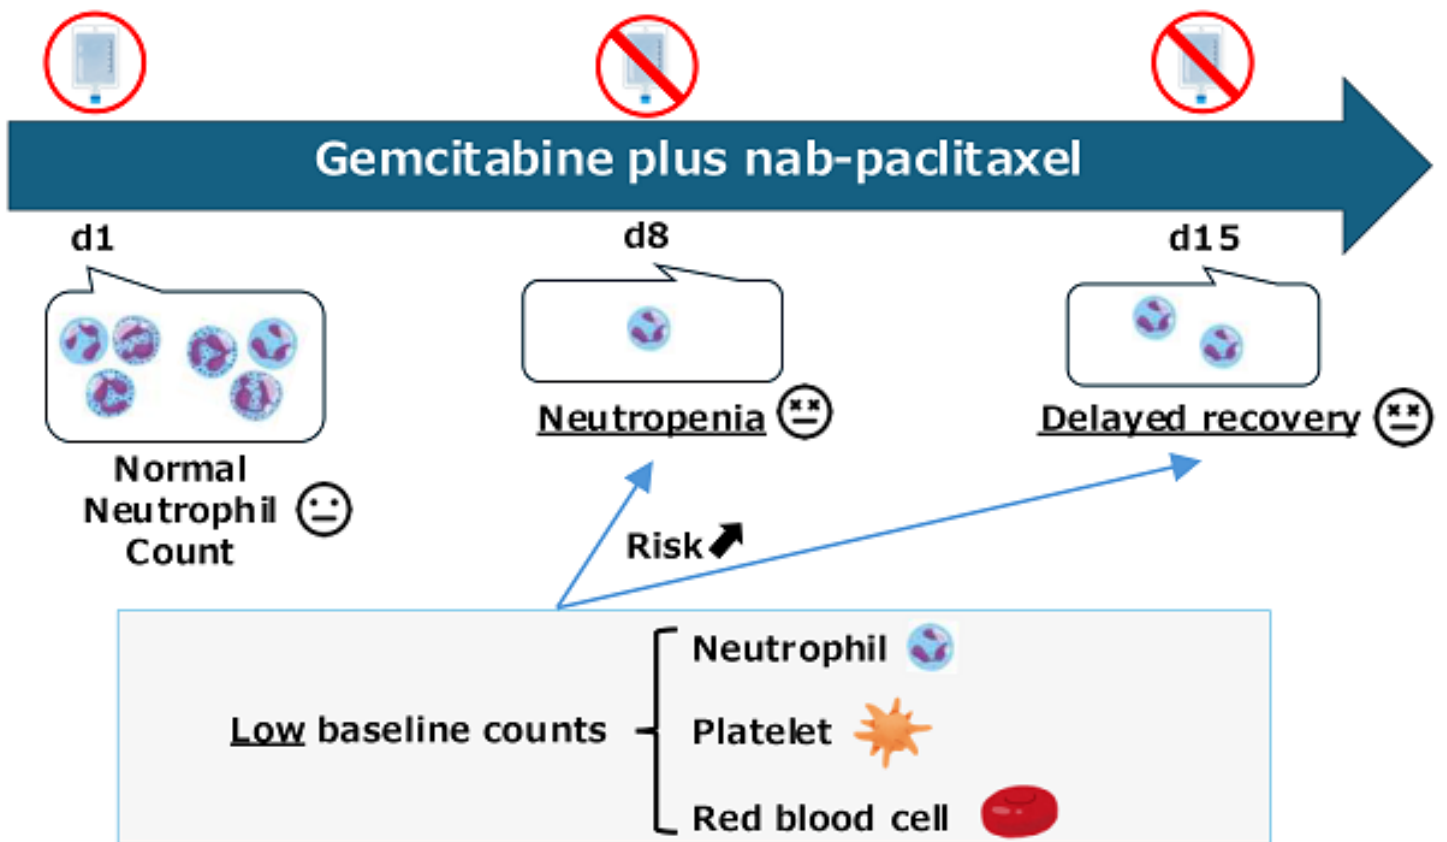 Gemcitabine plus nab-paclitaxel
d1
d8
d15
Normal
Neutrophil
Count
Neutropenia
Delayed recovery
Risk
Low baseline counts
Neutrophil
Platelet
Red blood cell